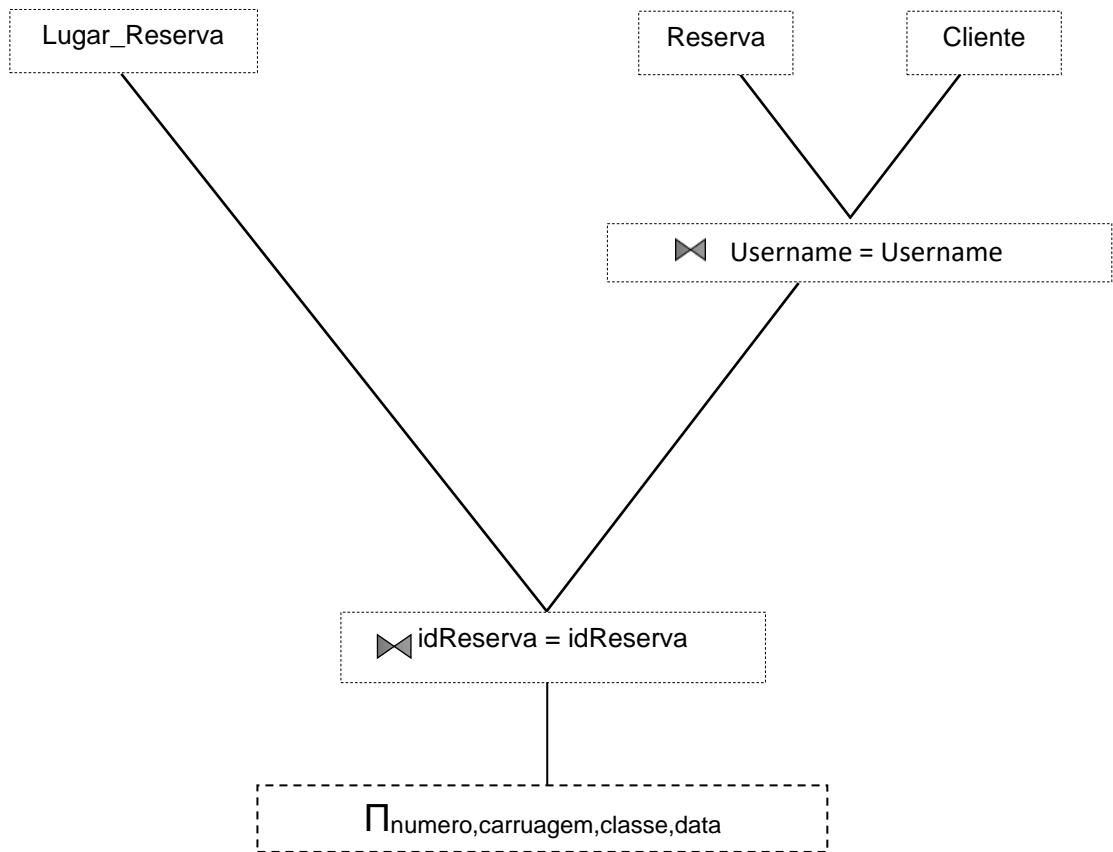 Lugar_Reserva
Reserva
Cliente
⋈ Username = Username
⋈ idReserva = idReserva
Πnumero,carruagem,classe,data